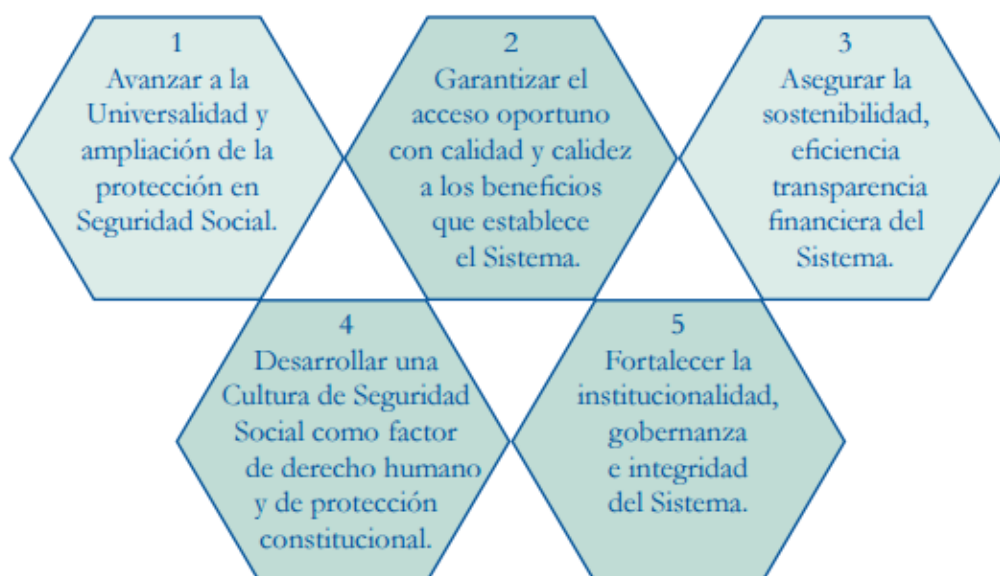 1
Avanzar a la
Universalidad y
ampliación de la
protección en
Seguridad Social.
2
Garantizar el
acceso oportuno
con calidad y calidez
a los beneficios
que establece
el Sistema.
3
Asegurar la
sostenibilidad,
eficiencia
transparencia
financiera del
Sistema.
4
Desarrollar una
Cultura de Seguridad
Social como factor
de derecho humano
y de protección
constitucional.
5
Fortalecer la
institucionalidad,
gobernanza
e integridad
del Sistema.